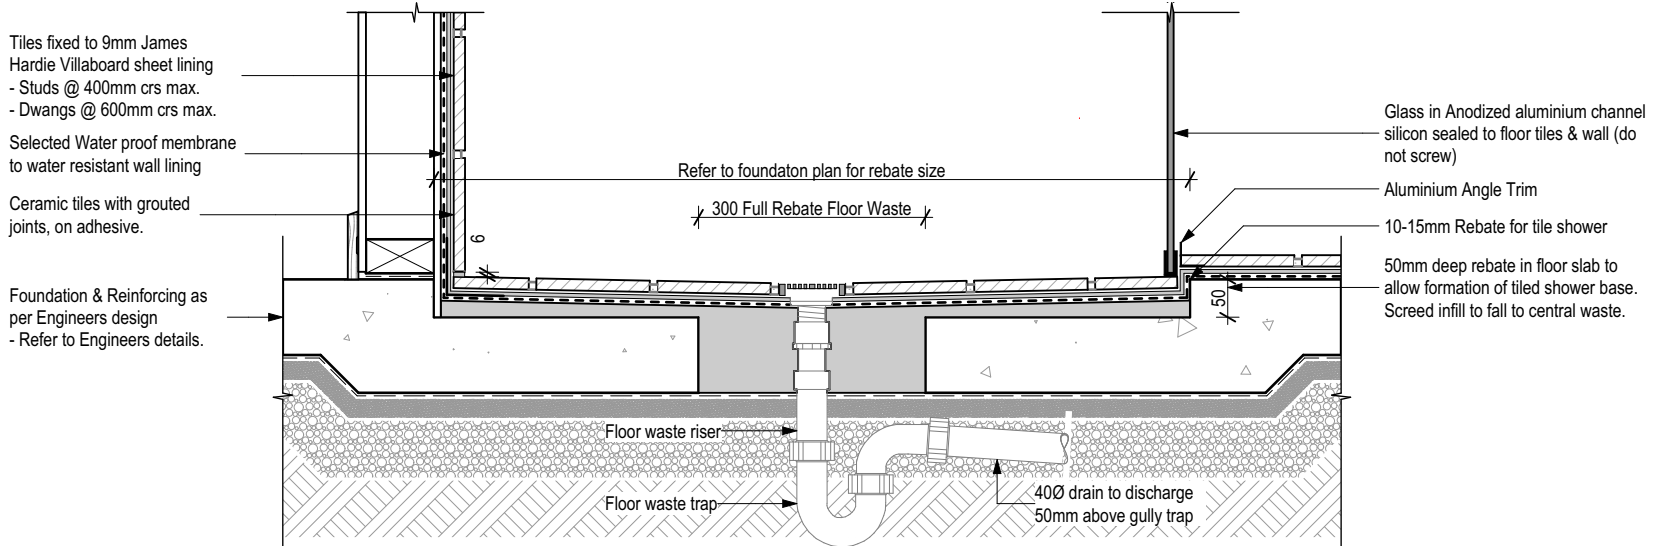 Tiles fixed to 9mm James
Hardie Villaboard sheet lining
- Studs @ 400mm crs max.
- Dwangs @ 600mm crs max.
Selected Water proof membrane
to water resistant wall lining
Ceramic tiles with grouted
joints, on adhesive.
Foundation & Reinforcing as
per Engineers design
- Refer to Engineers details.
Refer to foundaton plan for rebate size
300 Full Rebate Floor Waste
6
Floor waste riser
Floor waste trap
40Ø drain to discharge
50mm above gully trap
50
Glass in Anodized aluminium channel
silicon sealed to floor tiles & wall (do
not screw)
Aluminium Angle Trim
10-15mm Rebate for tile shower
50mm deep rebate in floor slab to
allow formation of tiled shower base.
Screed infill to fall to central waste.